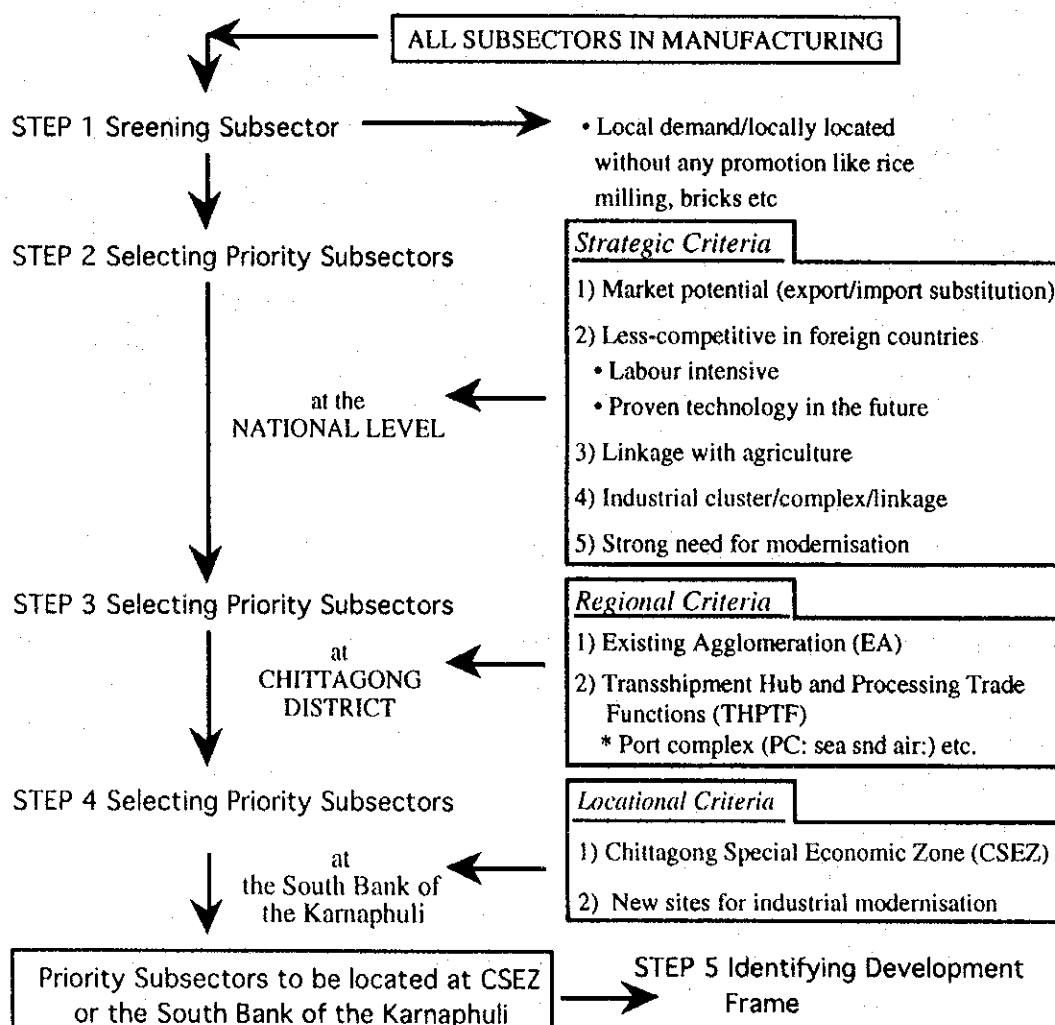 ALL SUBSECTORS IN MANUFACTURING
STEP 1 Sreening Subsector
• Local demand/locally located
without any promotion like rice
milling, bricks etc
STEP 2 Selecting Priority Subsectors
at the
NATIONAL LEVEL
Strategic Criteria
1) Market potential (export/import substitution)
2) Less-competitive in foreign countries
• Labour intensive
• Proven technology in the future
3) Linkage with agriculture
4) Industrial cluster/complex/linkage
5) Strong need for modernisation
STEP 3 Selecting Priority Subsectors
at
CHITTAGONG
DISTRICT
Regional Criteria
1) Existing Agglomeration (EA)
2) Transshipment Hub and Processing Trade
Functions (THPTF)
* Port complex (PC: sea snd air:) etc.
STEP 4 Selecting Priority Subsectors
at
the South Bank of
the Karnaphuli
Locational Criteria
1) Chittagong Special Economic Zone (CSEZ)
2) New sites for industrial modernisation
Priority Subsectors to be located at CSEZ
or the South Bank of the Karnaphuli
STEP 5 Identifying Development
Frame